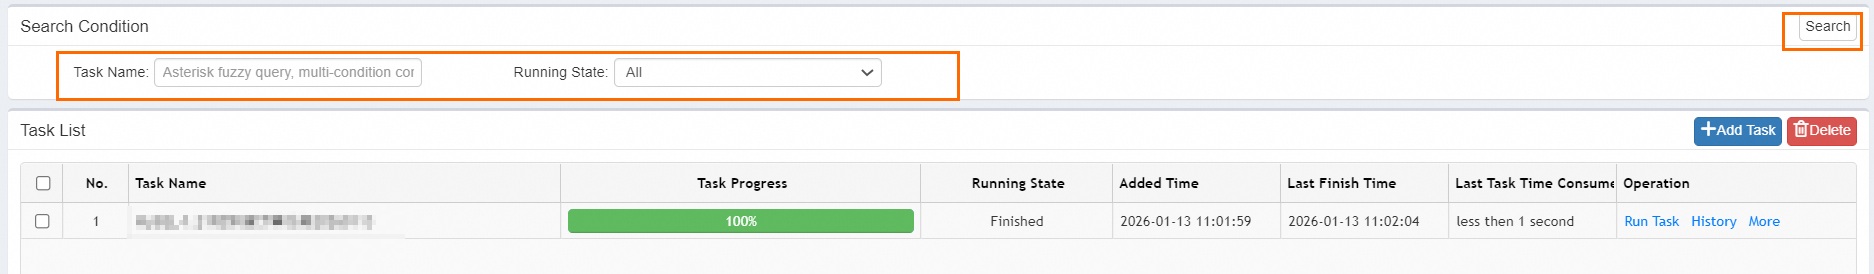 Search Condition
Search
Task Name: Asterisk fuzzy query, multi-condition cor Running State: All
Task List
Add Task Delete
No. Task Name Task Progress Running State Added Time Last Finish Time Last Task Time Consume Operation
1 100% Finished 2026-01-13 11:01:59 2026-01-13 11:02:04 less then 1 second Run Task History More